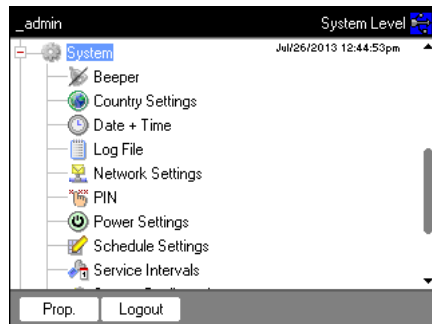 _admin System Level
System Jul/26/2013 12:44:53pm
Beeper
Country Settings
Date + Time
Log File
Network Settings
PIN
Power Settings
Schedule Settings
Service Intervals
Prop. Logout